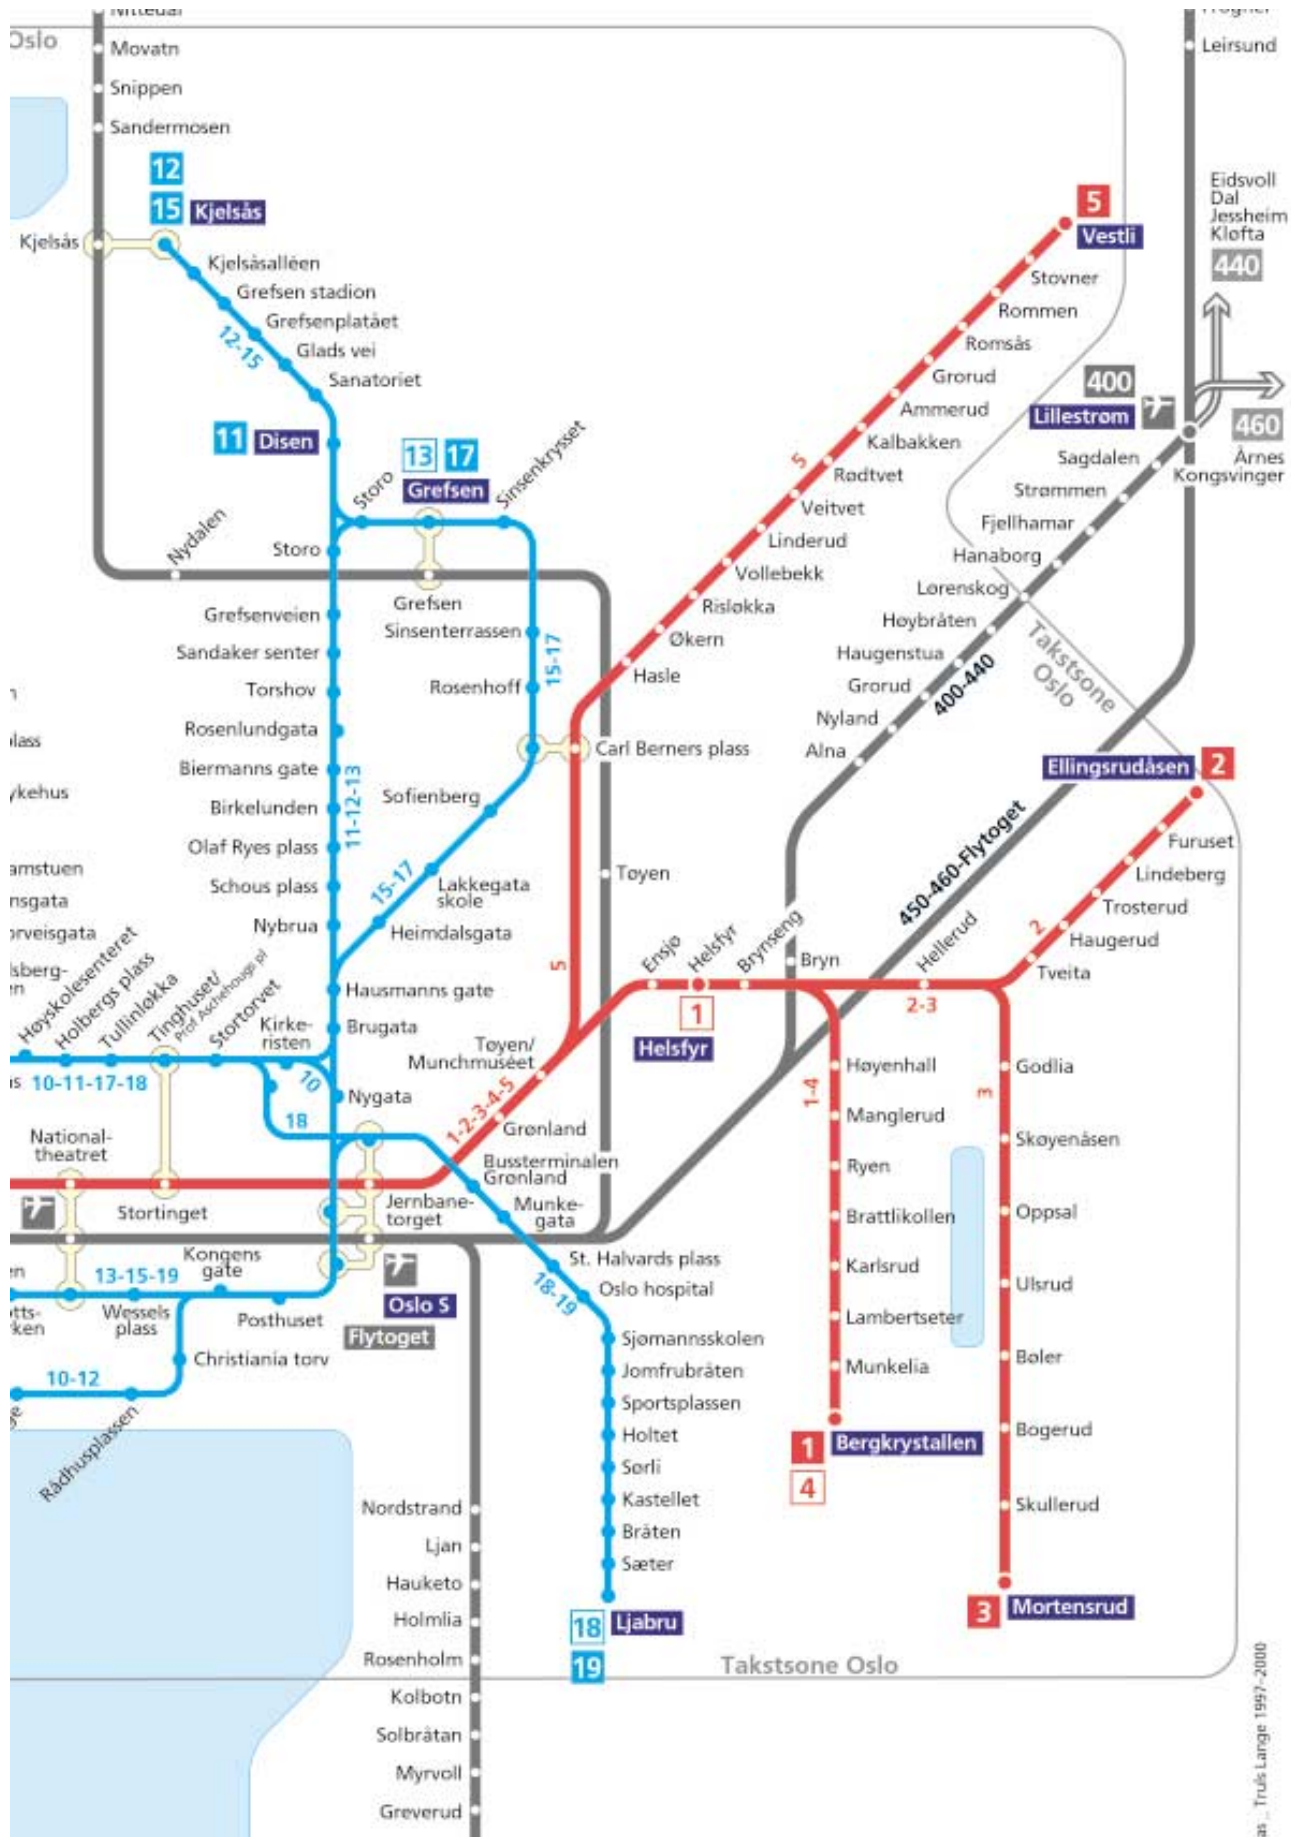 Oslo
Movatn
Snippen
Sandermosen
Leirsund
12
15
Kjelsås
Kjelsås
Kjelsåsalléen
Grefsen stadion
Grefsenplatået
Glads vei
Sanatoriet
12-15
11
Disen
13
17
Grefsen
Storo
Sinsenkrysset
Nydalen
Storo
Grefsen
Grefsenveien
Sinsenterrassen
Sandaker senter
15-17
Torshov
Rosenhoff
Rosenlundgata
Biermanns gate
Sofienberg
Birkelunden
11-12-13
Olaf Ryes plass
Schous plass
15-17
Lakkegata
skole
Nybrua
Heimdalsgata
Hausmanns gate
Brugata
Nygata
5
Vestli
Stovner
Rommen
Romsås
Grorud
Ammerud
Kalbakken
5
Rødtvet
Veitvet
Linderud
Vollebekk
Risløkka
Økern
Hasle
Carl Berners plass
Tøyen
5
Eidsvoll
Dal
Jessheim
Kløfta
440
400
Lillestrøm
460
Årnes
Kongsvinger
Sagdalen
Strømmen
Fjellhamar
Hanaborg
Lørenskog
Høybråten
Haugenstua
Grorud
Nyland
Alna
400-440
Takstsone
Oslo
Ellingsrudåsen
2
Furuset
Lindeberg
Trosterud
Haugerud
Tveita
2
450-460-Flytoget
Ensjø
Helsfyr
Brynseng
Bryn
Hellerud
1
Helsfyr
2-3
Tøyen/
Munchmuséet
1-2-3-4-5
Grønland
Høyskolesenteret
Holbergs plass
Tullinløkka
Tinghuset/
Prof Aschehougs pl
Stortorvet
Kirke-
risten
10-11-17-18
10
18
National-
theatret
Stortinget
Jernbane-
torget
Bussterminalen
Grønland
Munke-
gata
St. Halvards plass
Oslo hospital
18-19
Kongens
gate
13-15-19
Wessels
plass
Posthuset
Oslo S
Flytoget
Christiania torv
10-12
Rådhusplassen
Sjømannsskolen
Jomfrubråten
Sportsplassen
Holtet
Sørli
Kastellet
Bråten
Sæter
18
Ljabru
19
1-4
Høyenhall
Manglerud
Ryen
Brattlikollen
Karlsrud
Lambertseter
Munkelia
1
Bergkrystallen
4
3
Godlia
Skøyenåsen
Oppsal
Ulsrud
Bøler
Bogerud
Skullerud
3
Mortensrud
Nordstrand
Ljan
Hauketo
Holmlia
Rosenholm
Kolbotn
Solbråtan
Myrvoll
Greverud
Takstsone Oslo
Truls Lange 1997-2000